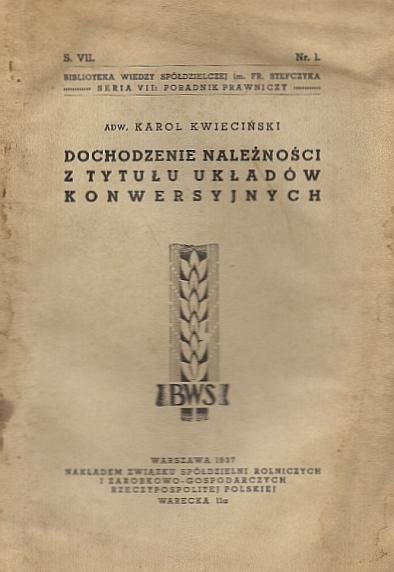 S. VII. Nr. 1.
BIBLIOTEKA WIEDZY SPÓŁDZIELCZEJ im. FR. STEFCZYKA
SERIA VII: PORADNIK PRAWNICZY
ADW. KAROL KWIECIŃSKI
DOCHODZENIE NALEŻNOŚCI
Z TYTUŁU UKŁADÓW
KONWERSYJNYCH
BWS
WARSZAWA 1937
NAKŁADEM ZWIĄZKU SPÓŁDZIELNI ROLNICZYCH
I ZAROBKOWO-GOSPODARCZYCH
RZECZYPOSPOLITEJ POLSKIEJ
WARECKA 11a